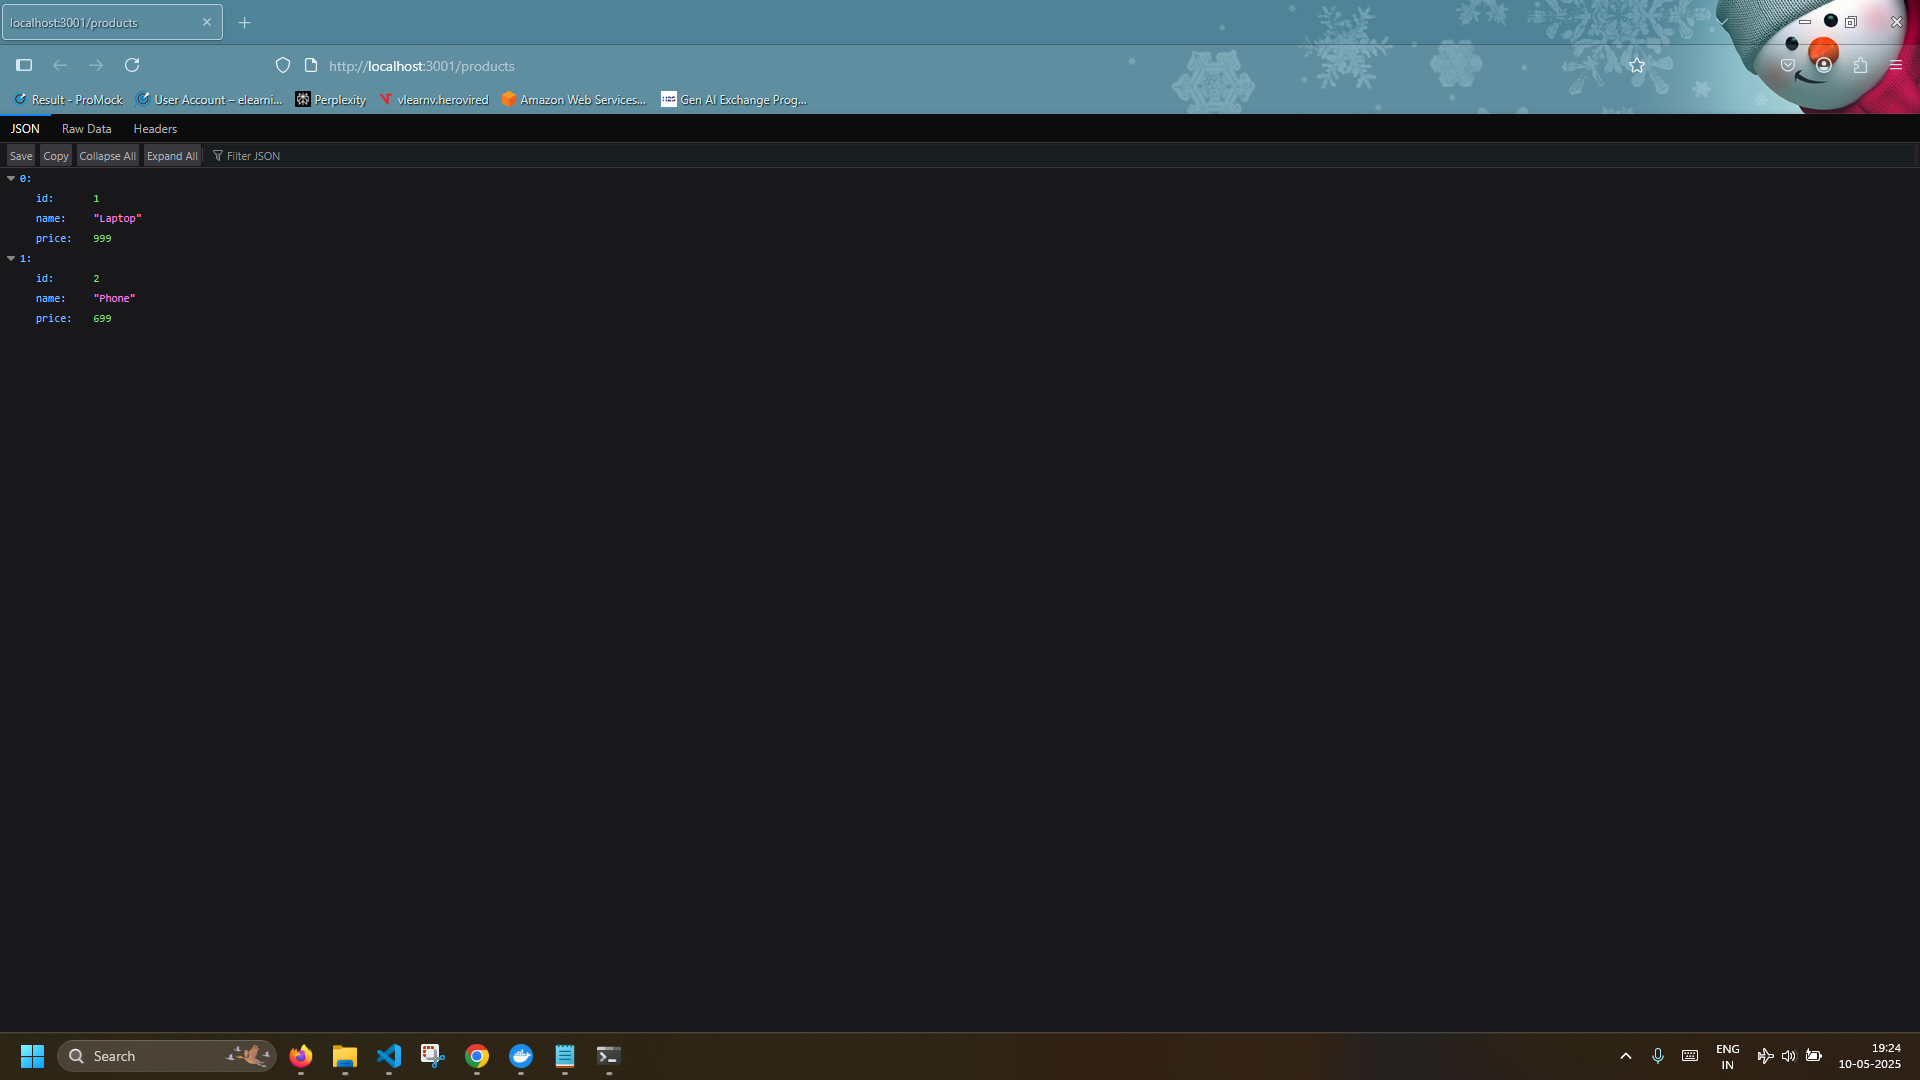 localhost:3001/products
http://localhost:3001/products
Result - ProMock User Account – elearni... Perplexity vlearnv.herovired Amazon Web Services... Gen AI Exchange Prog...
JSON Raw Data Headers
Save Copy Collapse All Expand All Filter JSON
0:
id: 1
name: "Laptop"
price: 999
1:
id: 2
name: "Phone"
price: 699
Search
ENG 19:24
IN 10-05-2025